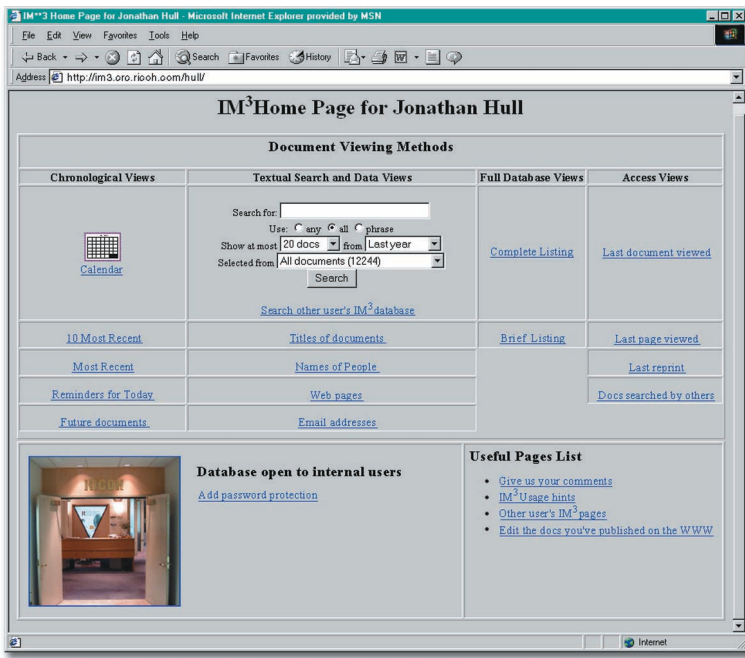 IM**3 Home Page for Jonathan Hull - Microsoft Internet Explorer provided by MSN
File Edit View Favorites Tools Help
Back Search Favorites History
Address http://im3.crc.ricoh.com/hull/
IM3Home Page for Jonathan Hull
Document Viewing Methods
Chronological Views Textual Search and Data Views Full Database Views Access Views
Search for:
Use: any all phrase
Show at most 20 docs from Last year
Selected from All documents (12244)
Search
Calendar
Search other user's IM3 database
Complete Listing
Last document viewed
10 Most Recent Titles of documents Brief Listing Last page viewed
Most Recent Names of People Last reprint
Reminders for Today Web pages Docs searched by others
Future documents Email addresses
RICOH
Database open to internal users
Add password protection
Useful Pages List
• Give us your comments
• IM3 Usage hints
• Other user's IM3 pages
• Edit the docs you've published on the WWW
Internet